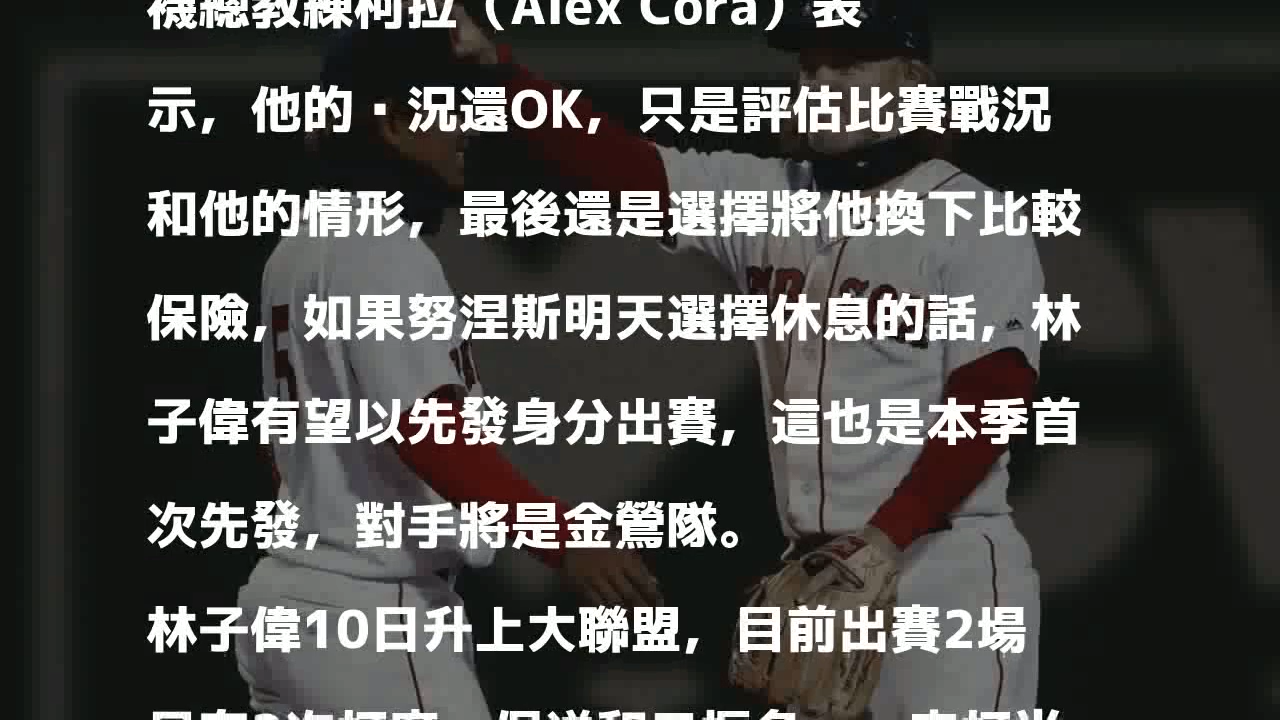 襪總教練柯拉（Alex Cora）表
示，他的▪況還OK，只是評估比賽戰況
和他的情形，最後還是選擇將他換下比較
保險，如果努涅斯明天選擇休息的話，林
子偉有望以先發身分出賽，這也是本季首
次先發，對手將是金鶯隊。
林子偉10日升上大聯盟，目前出賽2場